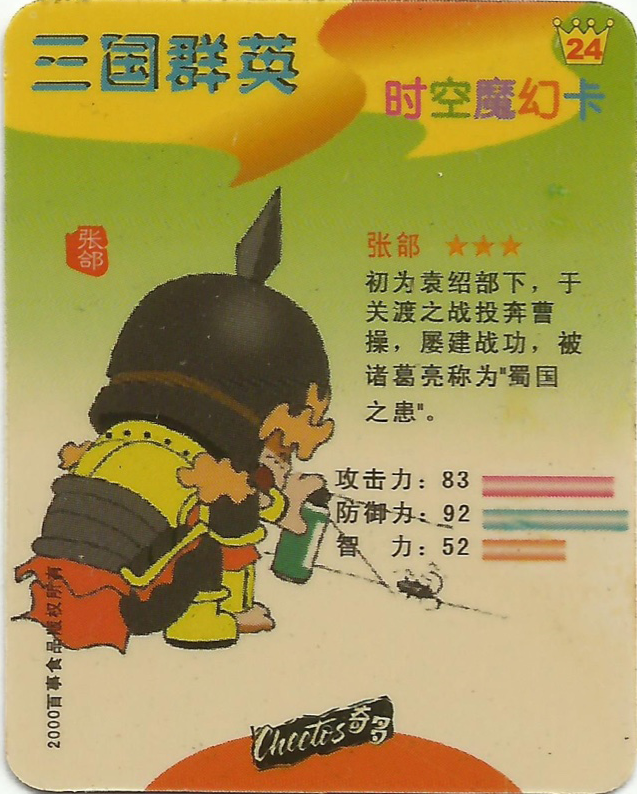 三国群英
24
时空魔幻卡
张
郃
张郃 ★★★
初为袁绍部下，于
关渡之战投奔曹
操，屡建战功，被
诸葛亮称为"蜀国
之患"。
攻击力：83
防御力：92
智 力：52
2000百事食品版权所有
Cheetos奇多